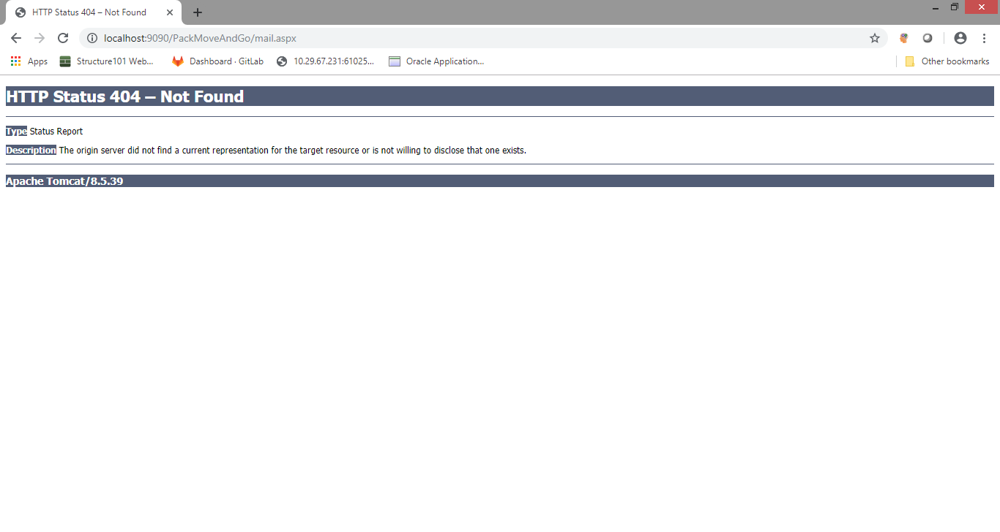 HTTP Status 404 – Not Found
localhost:9090/PackMoveAndGo/mail.aspx
Apps Structure101 Web... Dashboard · GitLab 10.29.67.231:61025... Oracle Application... Other bookmarks
HTTP Status 404 – Not Found
Type Status Report
Description The origin server did not find a current representation for the target resource or is not willing to disclose that one exists.
Apache Tomcat/8.5.39